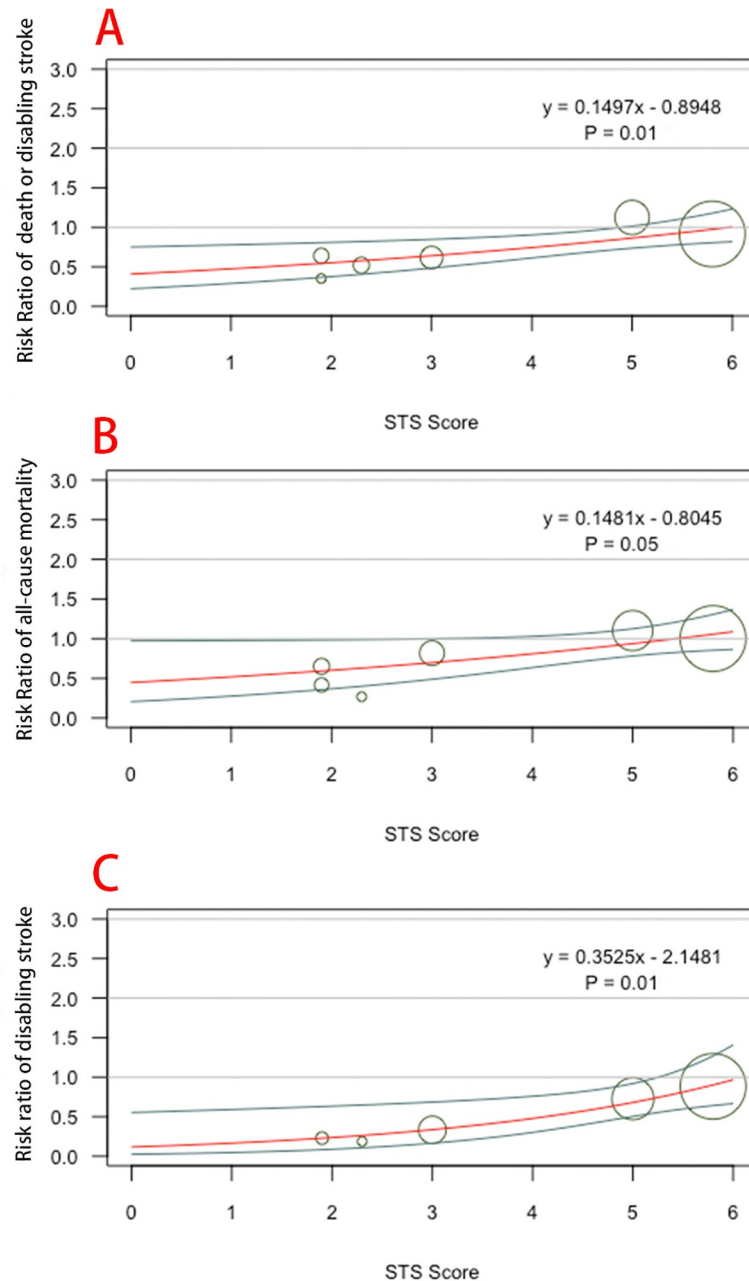 A
Risk Ratio of death or disabling stroke
3.0
2.5
2.0
1.5
1.0
0.5
0.0
y = 0.1497x - 0.8948
P = 0.01
0 1 2 3 4 5 6
STS Score
B
Risk Ratio of all-cause mortality
3.0
2.5
2.0
1.5
1.0
0.5
0.0
y = 0.1481x - 0.8045
P = 0.05
0 1 2 3 4 5 6
STS Score
C
Risk ratio of disabling stroke
3.0
2.5
2.0
1.5
1.0
0.5
0.0
y = 0.3525x - 2.1481
P = 0.01
0 1 2 3 4 5 6
STS Score